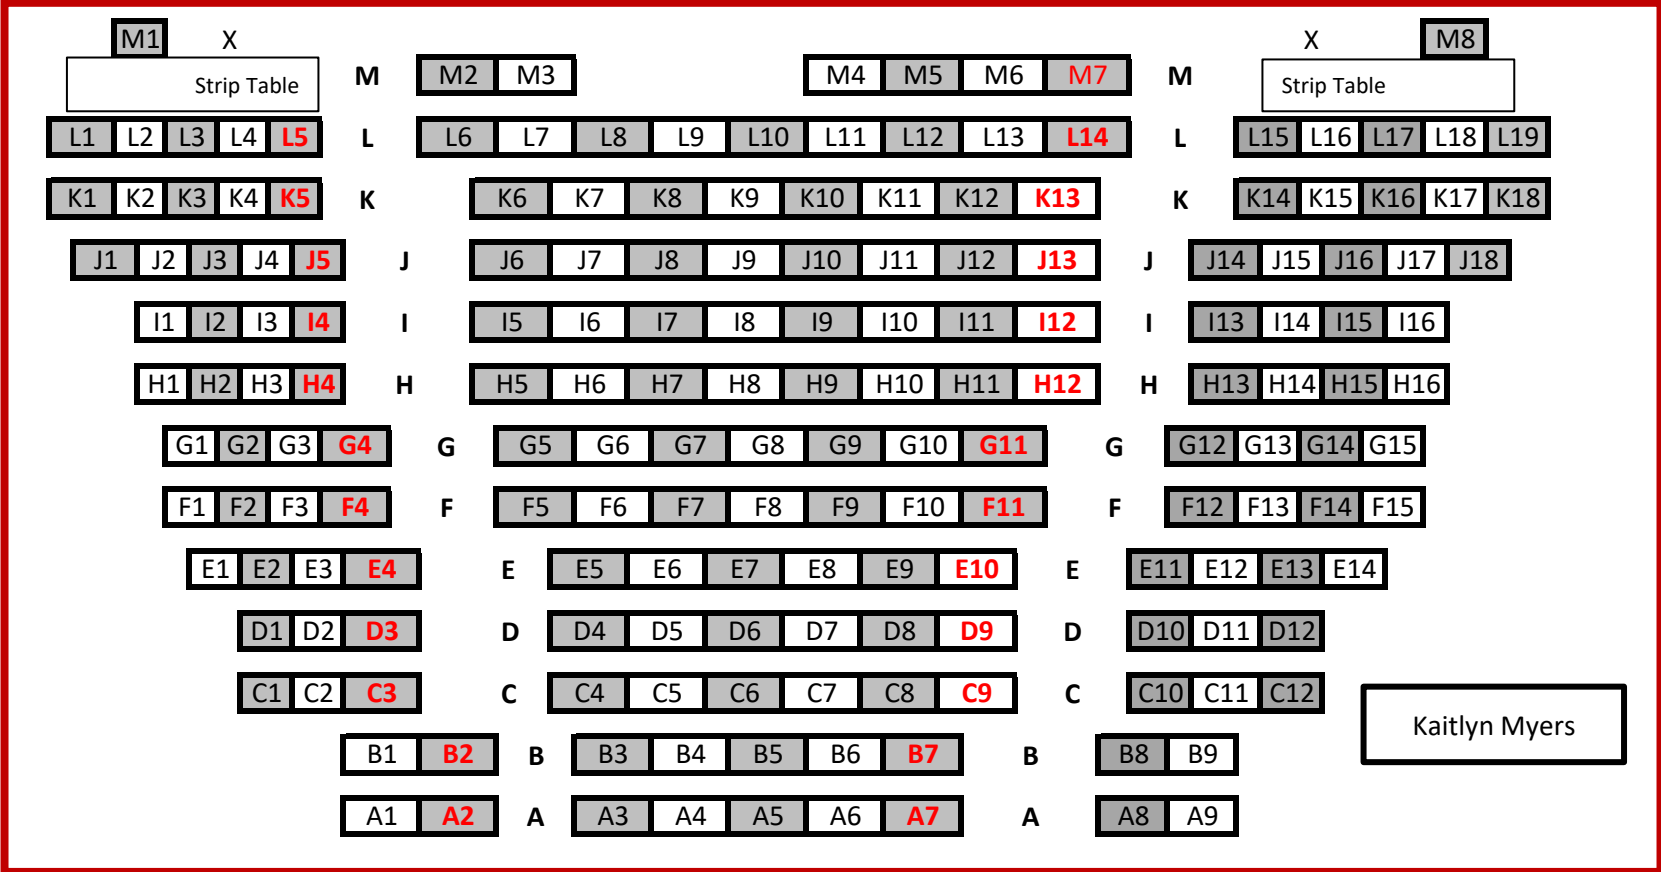 M1 X X M8
Strip Table M M2 M3 M4 M5 M6 M7 M Strip Table
L1 L2 L3 L4 L5 L L6 L7 L8 L9 L10 L11 L12 L13 L14 L L15 L16 L17 L18 L19
K1 K2 K3 K4 K5 K K6 K7 K8 K9 K10 K11 K12 K13 K K14 K15 K16 K17 K18
J1 J2 J3 J4 J5 J J6 J7 J8 J9 J10 J11 J12 J13 J J14 J15 J16 J17 J18
I1 I2 I3 I4 I I5 I6 I7 I8 I9 I10 I11 I12 I I13 I14 I15 I16
H1 H2 H3 H4 H H5 H6 H7 H8 H9 H10 H11 H12 H H13 H14 H15 H16
G1 G2 G3 G4 G G5 G6 G7 G8 G9 G10 G11 G G12 G13 G14 G15
F1 F2 F3 F4 F F5 F6 F7 F8 F9 F10 F11 F F12 F13 F14 F15
E1 E2 E3 E4 E E5 E6 E7 E8 E9 E10 E E11 E12 E13 E14
D1 D2 D3 D D4 D5 D6 D7 D8 D9 D D10 D11 D12
C1 C2 C3 C C4 C5 C6 C7 C8 C9 C C10 C11 C12
Kaitlyn Myers
B1 B2 B B3 B4 B5 B6 B7 B B8 B9
A1 A2 A A3 A4 A5 A6 A7 A A8 A9